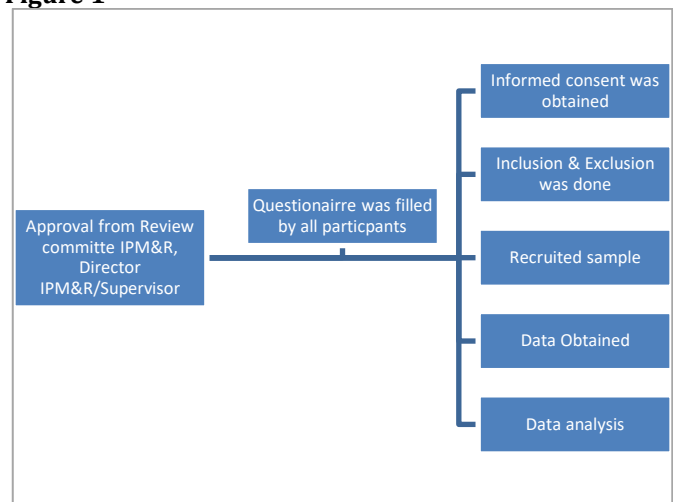 Figure 1
Approval from Review
committe IPM&R,
Director
IPM&R/Supervisor
Questionairre was filled
by all particpants
Informed consent was
obtained
Inclusion & Exclusion
was done
Recruited sample
Data Obtained
Data analysis